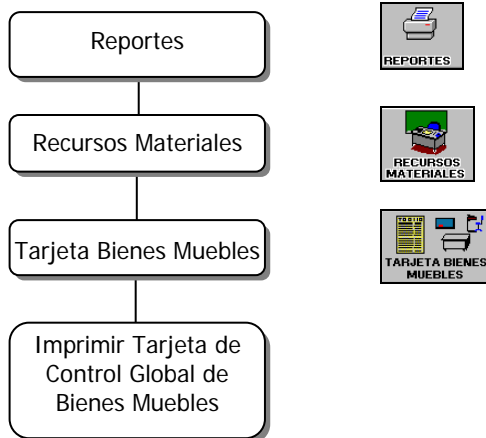 Reportes
REPORTES
Recursos Materiales
RECURSOS
MATERIALES
Tarjeta Bienes Muebles
TARJETA BIENES
MUEBLES
Imprimir Tarjeta de
Control Global de
Bienes Muebles